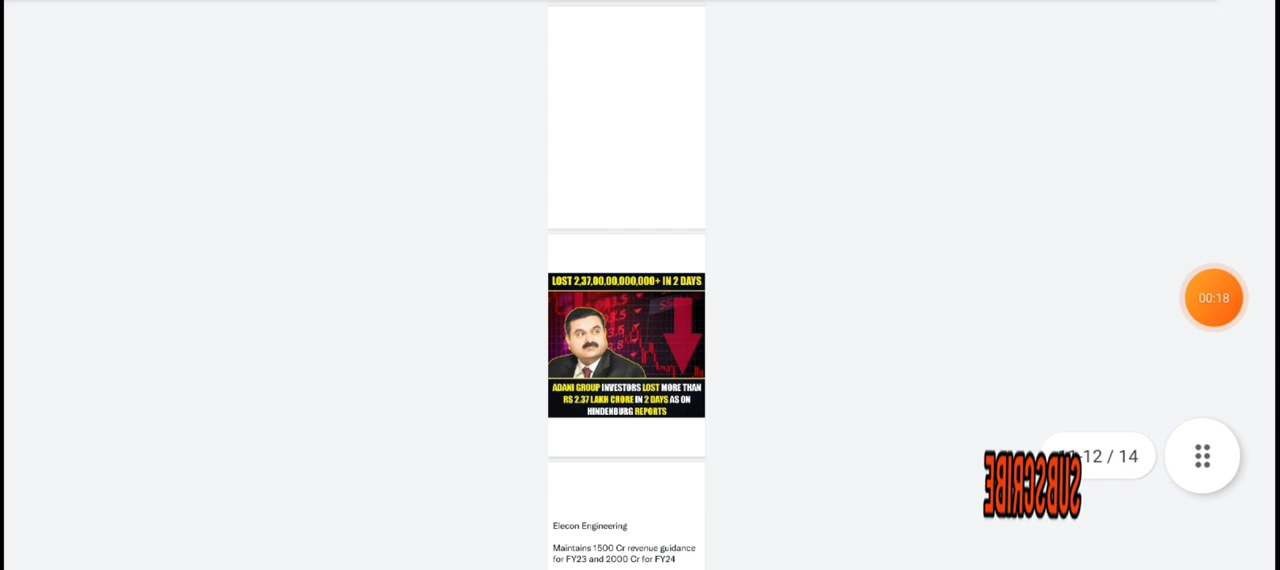 LOST 2,37,00,00,000,000+ IN 2 DAYS
ADANI GROUP INVESTORS LOST MORE THAN
RS 2.37 LAKH CRORE IN 2 DAYS AS ON
HINDENBURG REPORTS
00:18
-12 / 14
SUBSCRIBE
Elecon Engineering
Maintains 1500 Cr revenue guidance
for FY23 and 2000 Cr for FY24